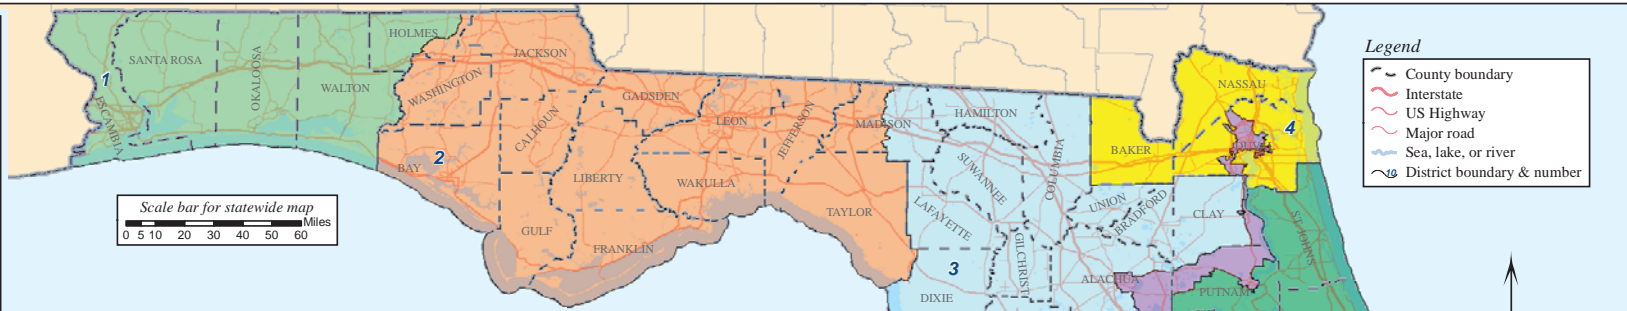 Legend
County boundary
Interstate
US Highway
Major road
Sea, lake, or river
10 District boundary & number
HOLMES
JACKSON
SANTA ROSA
OKALOOSA
WALTON
WASHINGTON
1
ESCAMBIA
GADSDEN
LEON
JEFFERSON
MADISON
HAMILTON
NASSAU
CALHOUN
4
DUVAL
BAKER
2
BAY
LIBERTY
WAKULLA
SUWANNEE
COLUMBIA
UNION
BRADFORD
CLAY
TAYLOR
LAFAYETTE
GULF
FRANKLIN
GILCHRIST
ST JOHNS
3
ALACHUA
DIXIE
PUTNAM
Scale bar for statewide map
Miles
0 5 10 20 30 40 50 60